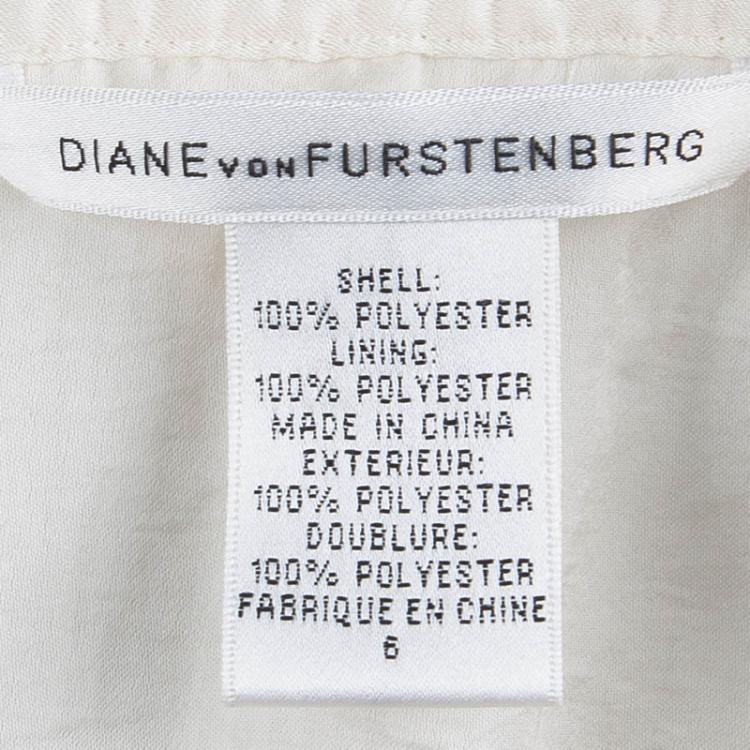 DIANE VON FURSTENBERG
SHELL:
100% POLYESTER
LINING:
100% POLYESTER
MADE IN CHINA
EXTERIEUR:
100% POLYESTER
DOUBLURE:
100% POLYESTER
FABRIQUE EN CHINE
6